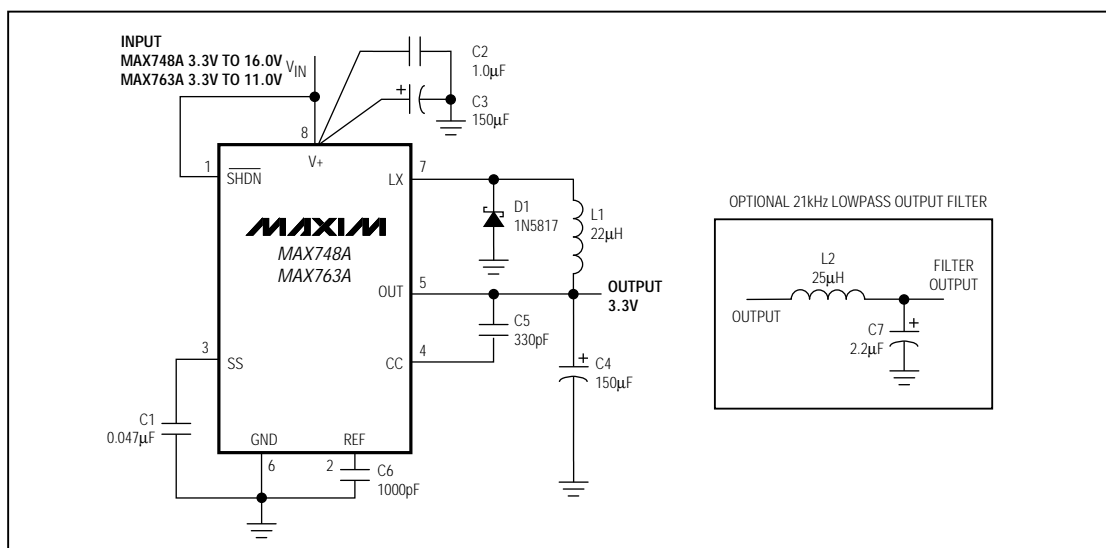 INPUT
MAX748A 3.3V TO 16.0V
MAX763A 3.3V TO 11.0V
VIN
C2
1.0μF
+
C3
150μF
8
V+
1
SHDN
7
LX
D1
1N5817
L1
22μH
MAXIM
MAX748A
MAX763A
OUT
5
OUTPUT
3.3V
C5
330pF
4
CC
+
C4
150μF
3
SS
C1
0.047μF
GND
REF
6
2
C6
1000pF
OPTIONAL 21kHz LOWPASS OUTPUT FILTER
L2
25μH
FILTER
OUTPUT
OUTPUT
+
C7
2.2μF